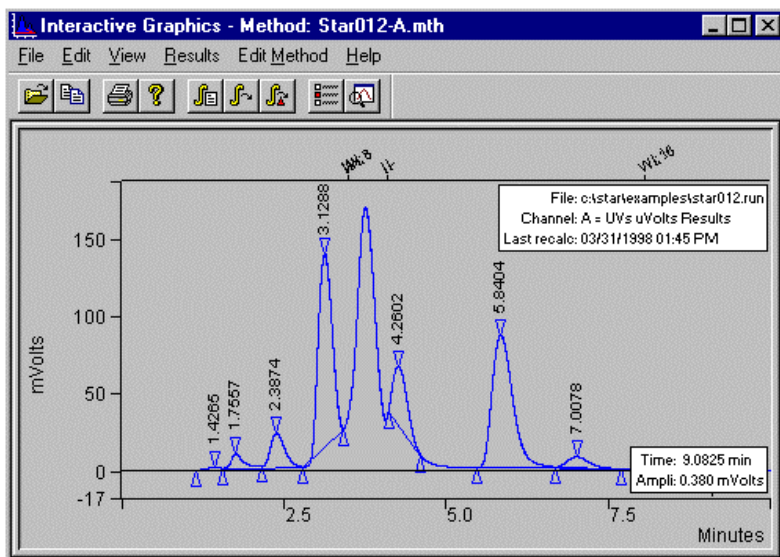 Interactive Graphics - Method: Star012-A.mth
File Edit View Results Edit Method Help
WI:16
File: c:\star\examples\star012.run
Channel: A = UVs uVolts Results
Last recalc: 03/31/1998 01:45 PM
1.4265
1.7557
2.3874
3.1288
4.2602
5.8404
7.0078
mVolts
150
100
50
0
-17
Time: 9.0825 min
Ampli: 0.380 mVolts
2.5
5.0
7.5
Minutes